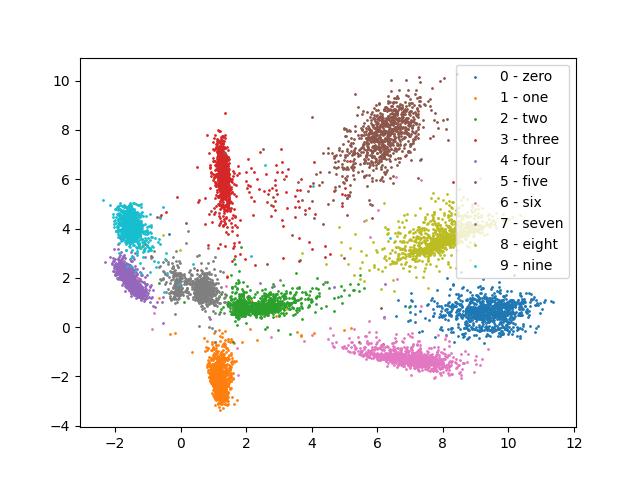 10
8
6
4
2
0
−2
−4
−2
0
2
4
6
8
10
12
0 - zero
1 - one
2 - two
3 - three
4 - four
5 - five
6 - six
7 - seven
8 - eight
9 - nine